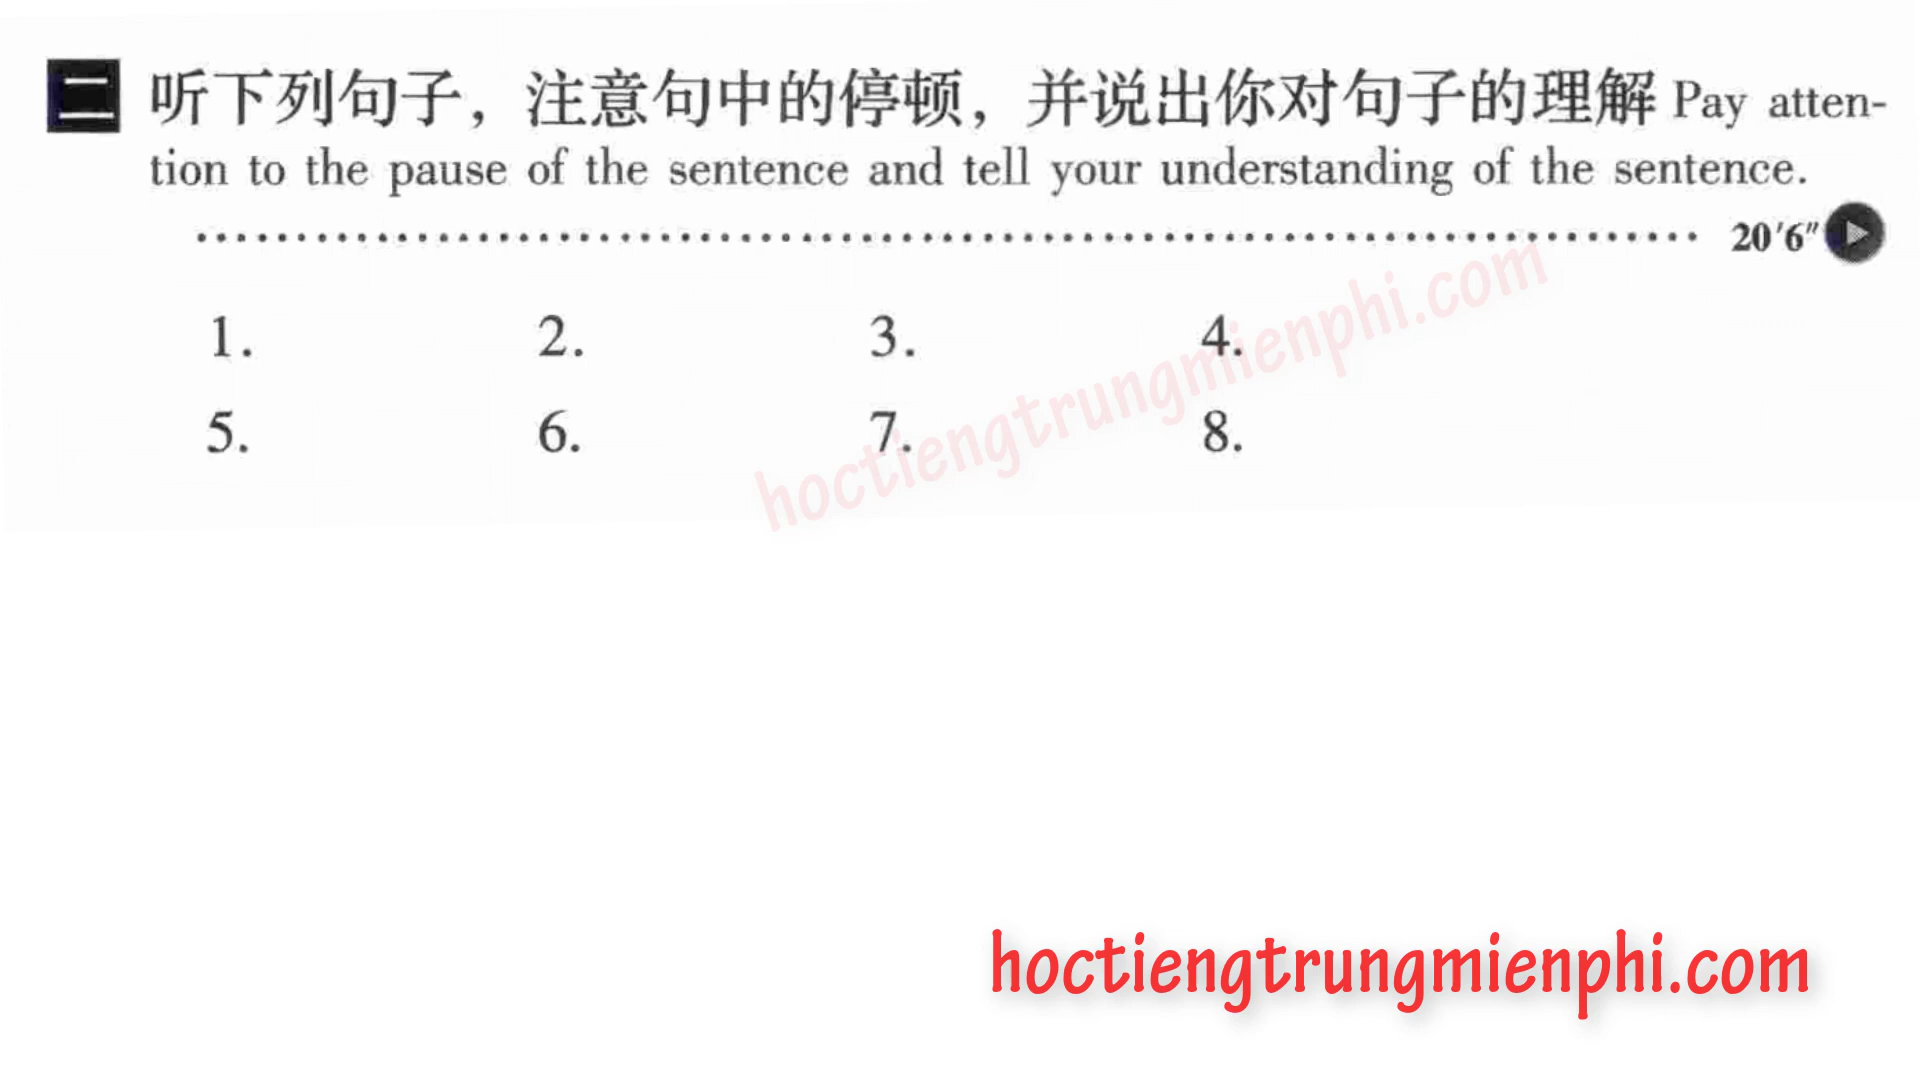 二 听下列句子，注意句中的停顿，并说出你对句子的理解 Pay atten-
tion to the pause of the sentence and tell your understanding of the sentence.
20′6″
1. 2. 3. 4.
5. 6. 7. 8.
hoctiengtrungmienphi.com
hoctiengtrungmienphi.com